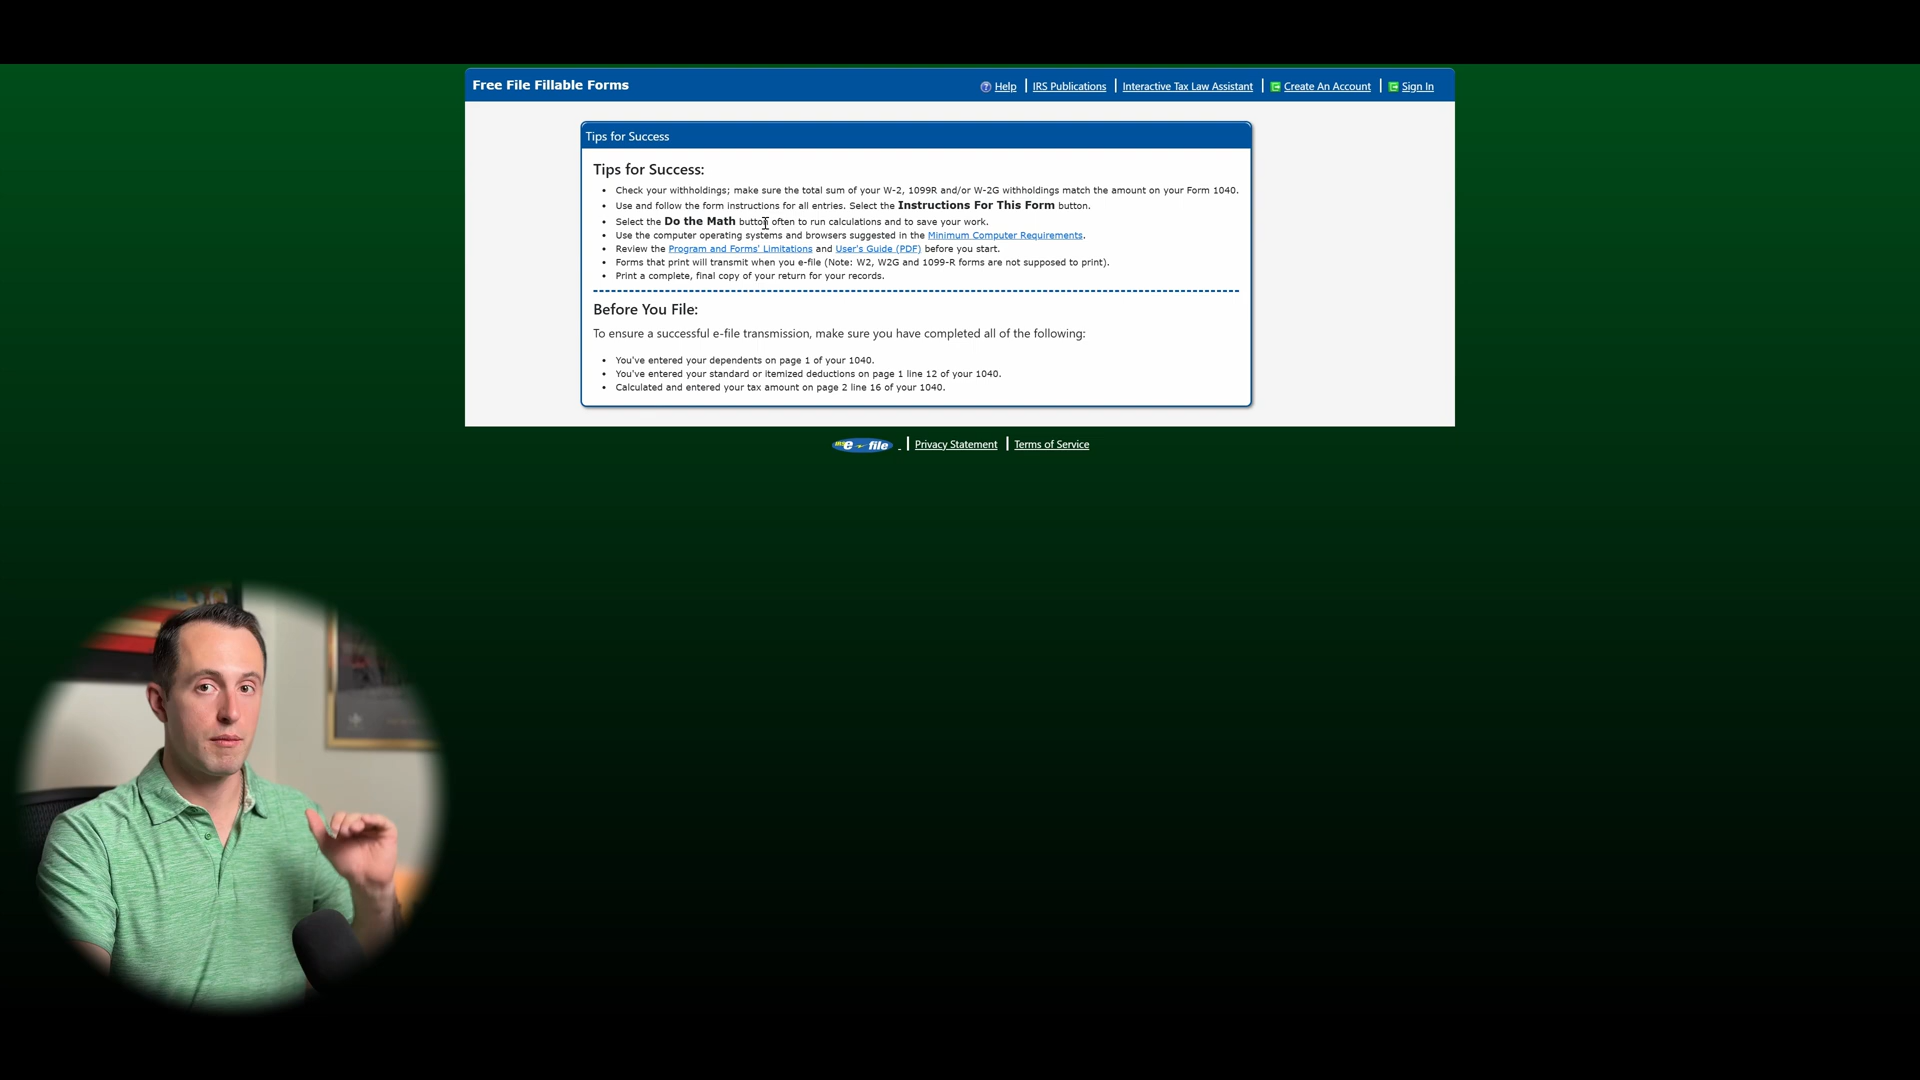 Free File Fillable Forms
Help
IRS Publications
Interactive Tax Law Assistant
Create An Account
Sign In
Tips for Success
Tips for Success:
• Check your withholdings; make sure the total sum of your W-2, 1099R and/or W-2G withholdings match the amount on your Form 1040.
• Use and follow the form instructions for all entries. Select the Instructions For This Form button.
• Select the Do the Math button often to run calculations and to save your work.
• Use the computer operating systems and browsers suggested in the Minimum Computer Requirements.
• Review the Program and Forms' Limitations and User's Guide (PDF) before you start.
• Forms that print will transmit when you e-file (Note: W2, W2G and 1099-R forms are not supposed to print).
• Print a complete, final copy of your return for your records.
Before You File:
To ensure a successful e-file transmission, make sure you have completed all of the following:
• You've entered your dependents on page 1 of your 1040.
• You've entered your standard or itemized deductions on page 1 line 12 of your 1040.
• Calculated and entered your tax amount on page 2 line 16 of your 1040.
IRS e file
Privacy Statement
Terms of Service